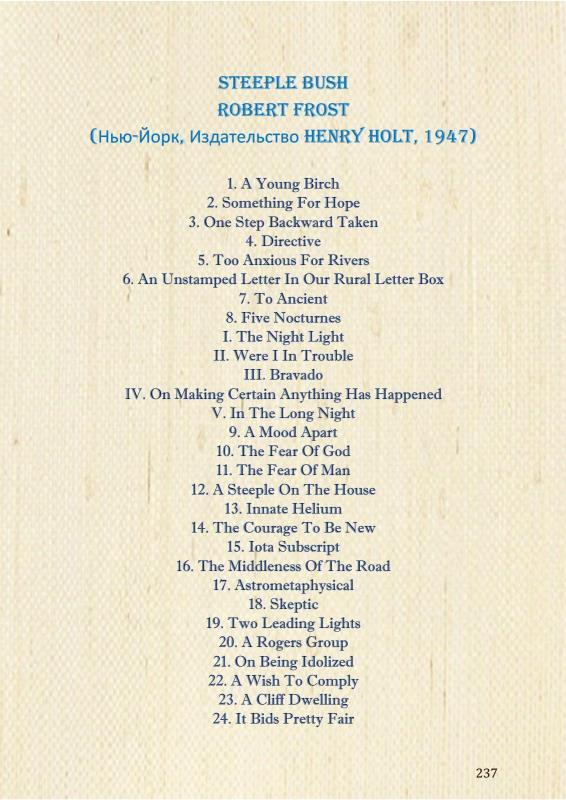 STEEPLE BUSH
ROBERT FROST
(Нью-Йорк, Издательство HENRY HOLT, 1947)
1. A Young Birch
2. Something For Hope
3. One Step Backward Taken
4. Directive
5. Too Anxious For Rivers
6. An Unstamped Letter In Our Rural Letter Box
7. To Ancient
8. Five Nocturnes
I. The Night Light
II. Were I In Trouble
III. Bravado
IV. On Making Certain Anything Has Happened
V. In The Long Night
9. A Mood Apart
10. The Fear Of God
11. The Fear Of Man
12. A Steeple On The House
13. Innate Helium
14. The Courage To Be New
15. Iota Subscript
16. The Middleness Of The Road
17. Astrometaphysical
18. Skeptic
19. Two Leading Lights
20. A Rogers Group
21. On Being Idolized
22. A Wish To Comply
23. A Cliff Dwelling
24. It Bids Pretty Fair
237